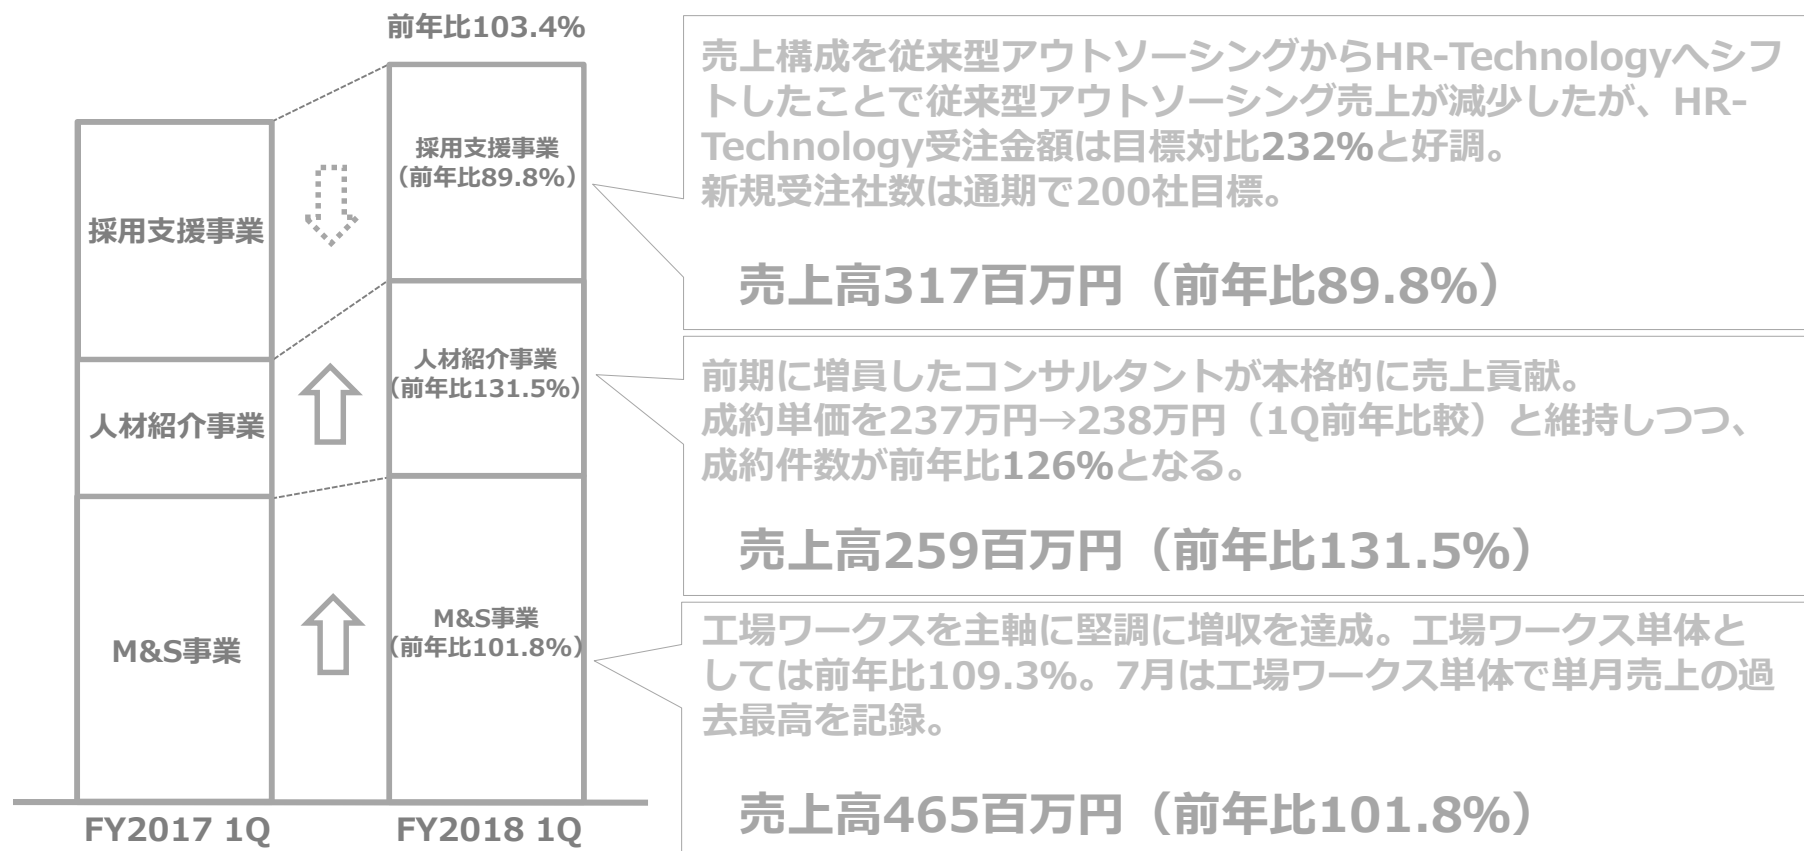 前年比103.4%
採用支援事業
人材紹介事業
M&S事業
採用支援事業
（前年比89.8%）
人材紹介事業
（前年比131.5%）
M&S事業
（前年比101.8%）
FY2017 1Q
FY2018 1Q
売上構成を従来型アウトソーシングからHR-Technologyへシフ
トしたことで従来型アウトソーシング売上が減少したが、HR-
Technology受注金額は目標対比232%と好調。
新規受注社数は通期で200社目標。
売上高317百万円（前年比89.8%）
前期に増員したコンサルタントが本格的に売上貢献。
成約単価を237万円→238万円（1Q前年比較）と維持しつつ、
成約件数が前年比126%となる。
売上高259百万円（前年比131.5%）
工場ワークスを主軸に堅調に増収を達成。工場ワークス単体と
しては前年比109.3%。7月は工場ワークス単体で単月売上の過
去最高を記録。
売上高465百万円（前年比101.8%）